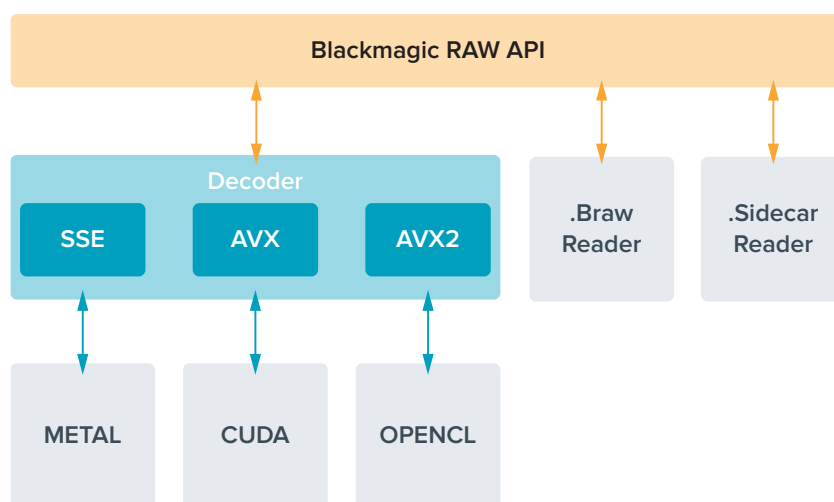 Blackmagic RAW API
Decoder
SSE
AVX
AVX2
.Braw
Reader
.Sidecar
Reader
METAL
CUDA
OPENCL